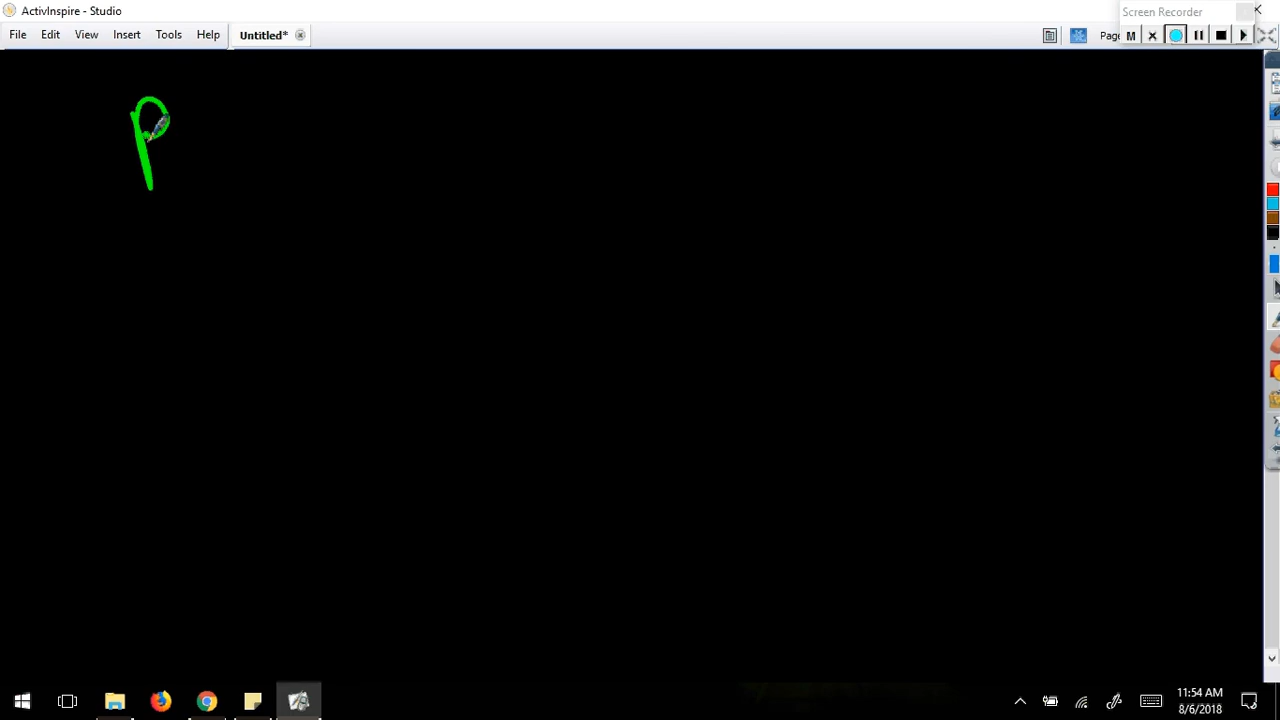 ActivInspire - Studio
Screen Recorder
File Edit View Insert Tools Help Untitled* Page
M
P
11:54 AM
8/6/2018